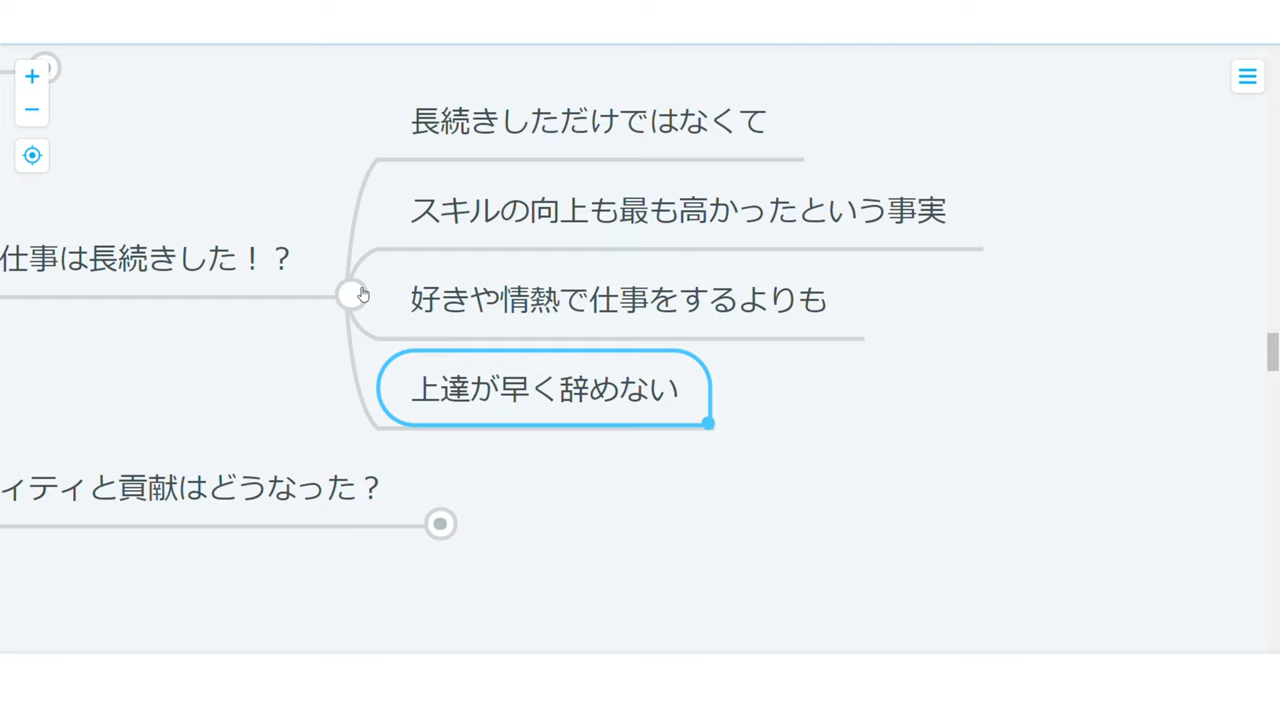 長続きしただけではなくて
スキルの向上も最も高かったという事実
仕事は長続きした！？
好きや情熱で仕事をするよりも
上達が早く辞めない
ィティと貢献はどうなった？